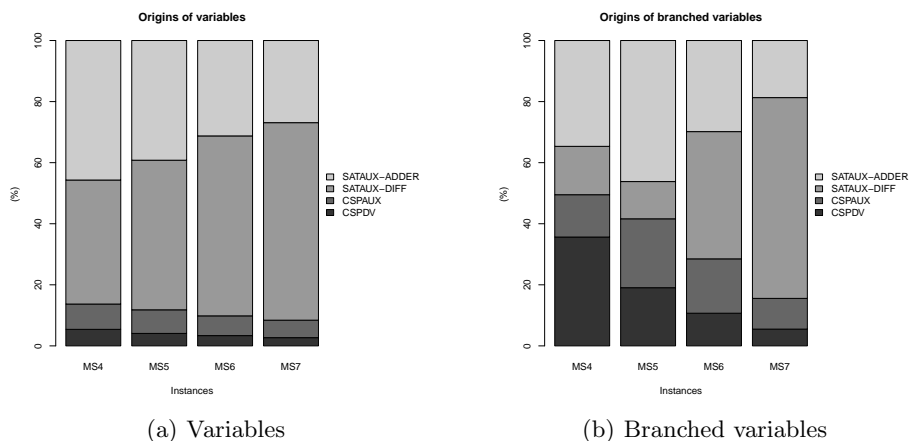 Origins of variables
100
80
60
40
20
0
(%)
MS4 MS5 MS6 MS7
Instances
SATAUX−ADDER
SATAUX−DIFF
CSPAUX
CSPDV
(a) Variables
Origins of branched variables
100
80
60
40
20
0
(%)
MS4 MS5 MS6 MS7
Instances
SATAUX−ADDER
SATAUX−DIFF
CSPAUX
CSPDV
(b) Branched variables